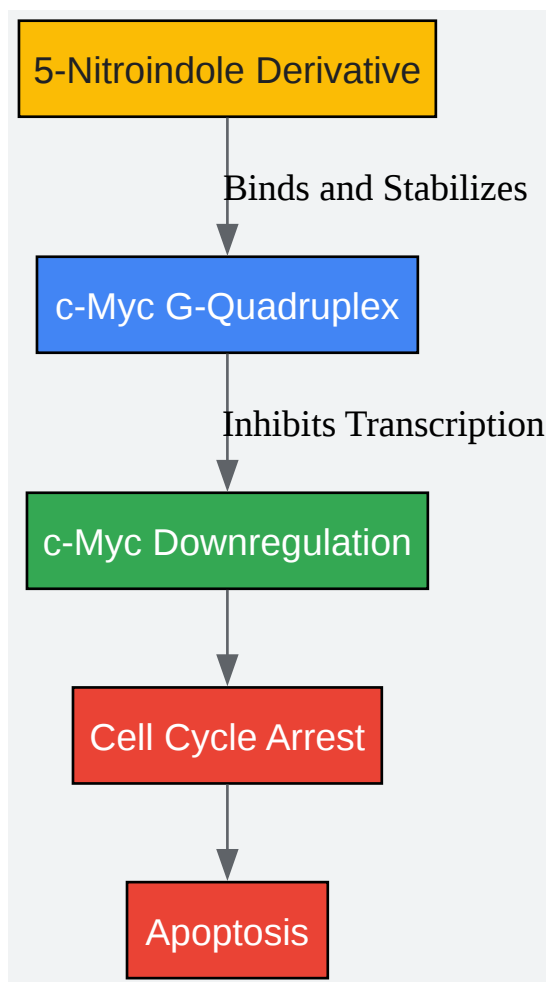 5-Nitroindole Derivative
Binds and Stabilizes
c-Myc G-Quadruplex
Inhibits Transcription
c-Myc Downregulation
Cell Cycle Arrest
Apoptosis